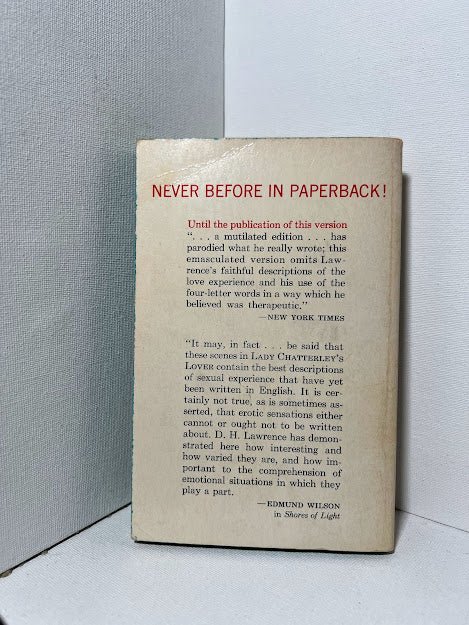 NEVER BEFORE IN PAPERBACK!
Until the publication of this version
“. . . a mutilated edition . . . has
parodied what he really wrote; this
emasculated version omits Law-
rence's faithful descriptions of the
love experience and his use of the
four-letter words in a way which he
believed was therapeutic.”
—NEW YORK TIMES
“It may, in fact . . . be said that
these scenes in LADY CHATTERLEY'S
LOVER contain the best descriptions
of sexual experience that have yet
been written in English. It is cer-
tainly not true, as is sometimes as-
serted, that erotic sensations either
cannot or ought not to be written
about. D. H. Lawrence has demon-
strated here how interesting and
how varied they are, and how im-
portant to the comprehension of
emotional situations in which they
play a part.
—EDMUND WILSON
in Shores of Light